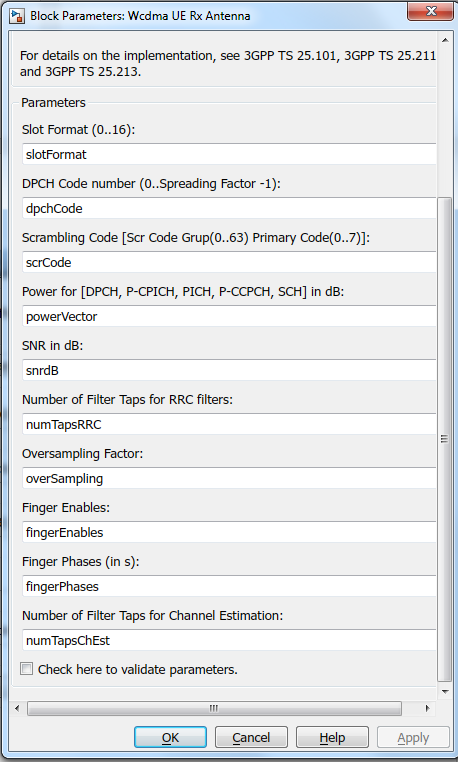 Block Parameters: Wcdma UE Rx Antenna
For details on the implementation, see 3GPP TS 25.101, 3GPP TS 25.211
and 3GPP TS 25.213.
Parameters
Slot Format (0..16):
slotFormat
DPCH Code number (0..Spreading Factor -1):
dpchCode
Scrambling Code [Scr Code Grup(0..63) Primary Code(0..7)]:
scrCode
Power for [DPCH, P-CPICH, PICH, P-CCPCH, SCH] in dB:
powerVector
SNR in dB:
snrdB
Number of Filter Taps for RRC filters:
numTapsRRC
Oversampling Factor:
overSampling
Finger Enables:
fingerEnables
Finger Phases (in s):
fingerPhases
Number of Filter Taps for Channel Estimation:
numTapsChEst
Check here to validate parameters.
OK Cancel Help Apply